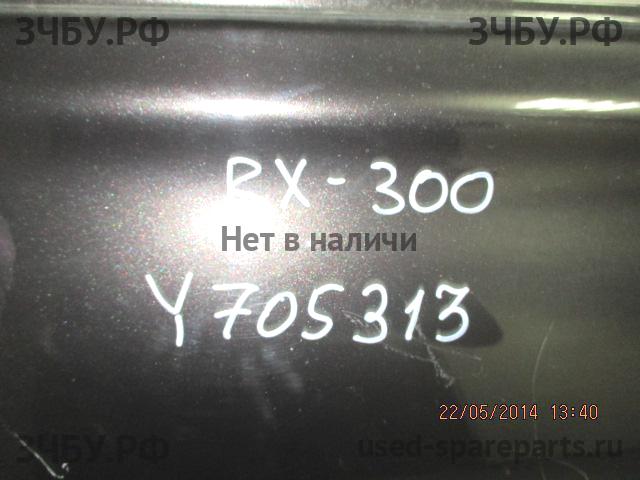 ЗЧБУ.РФ ЗЧБУ.РФ
RX-300
Нет в наличи
Y705313
22/05/2014 13:40
ЗЧБУ.РФ used-spareparts.ru